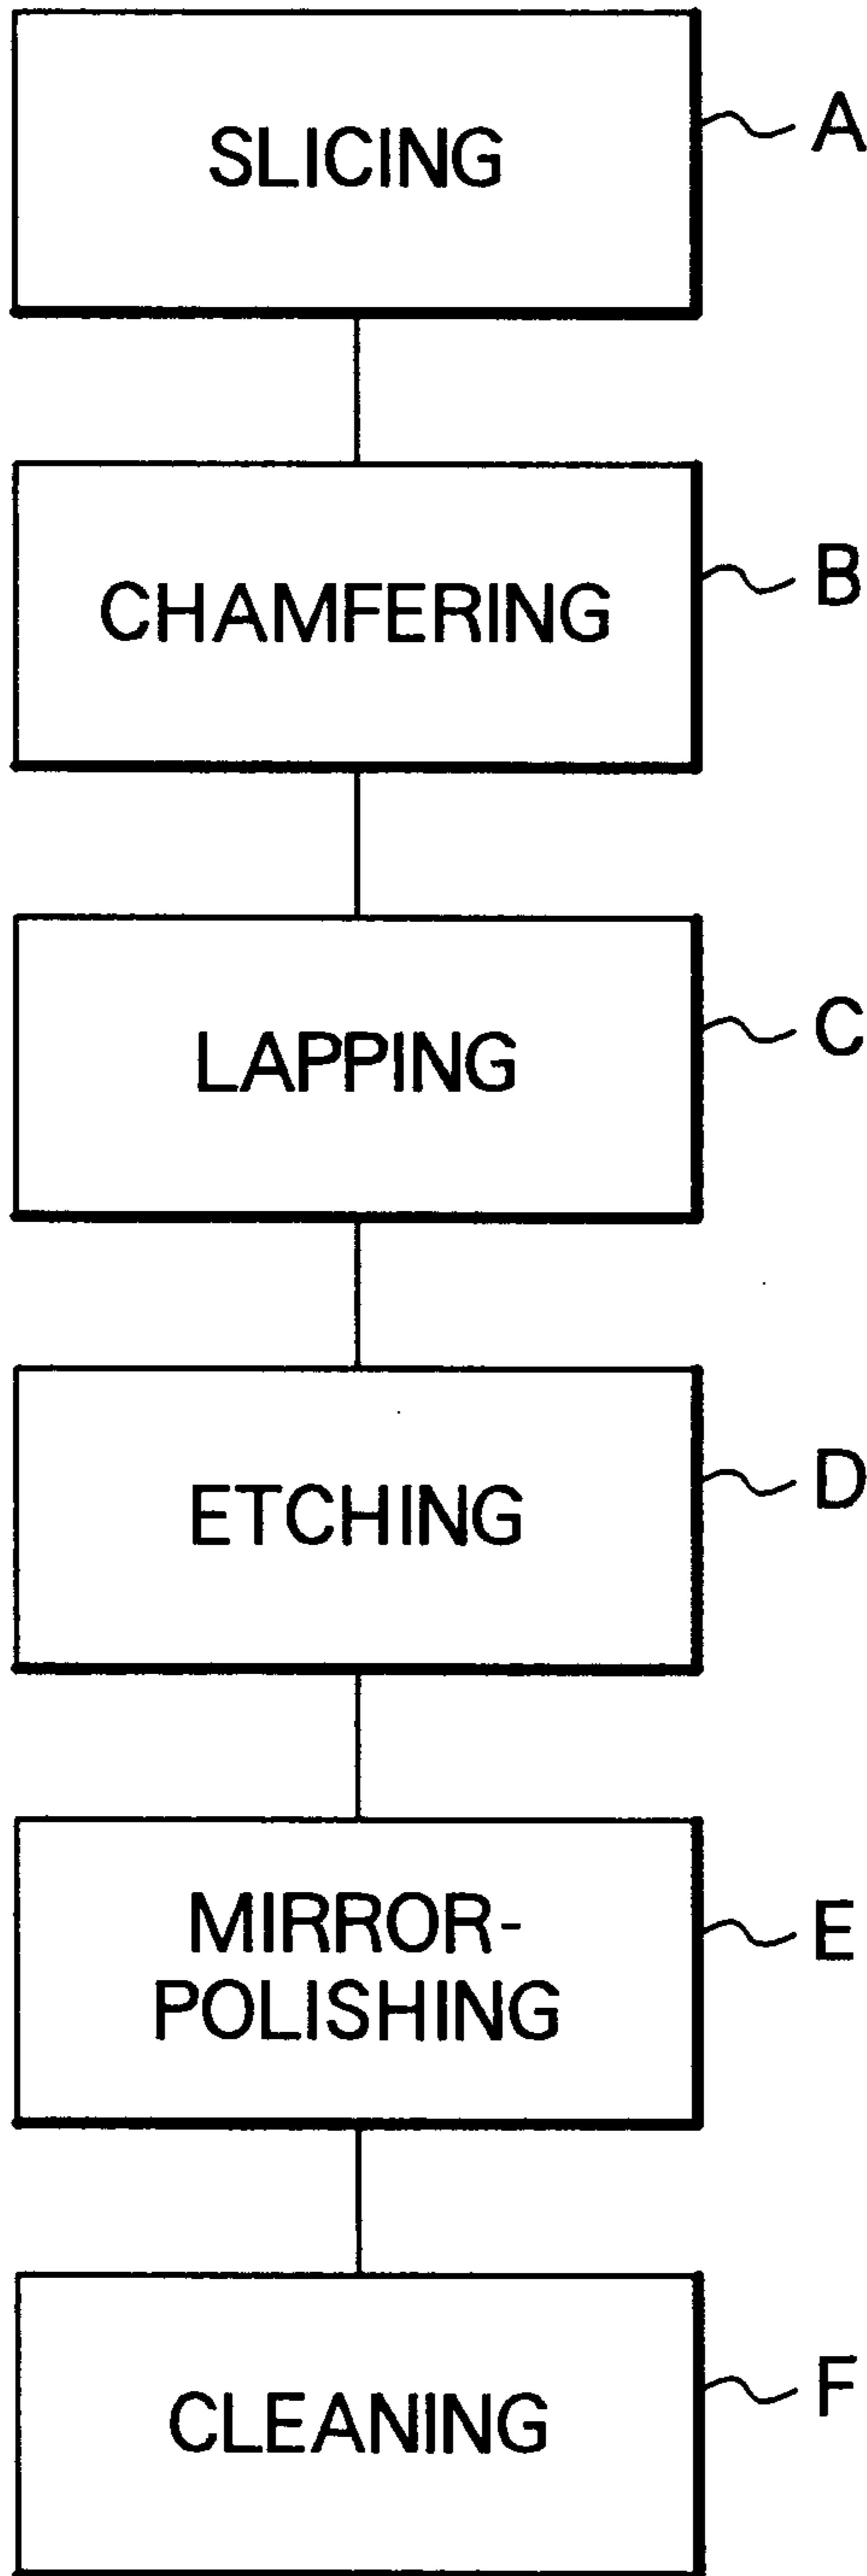 SLICING
A
CHAMFERING
B
LAPPING
C
ETCHING
D
MIRROR-
POLISHING
E
CLEANING
F